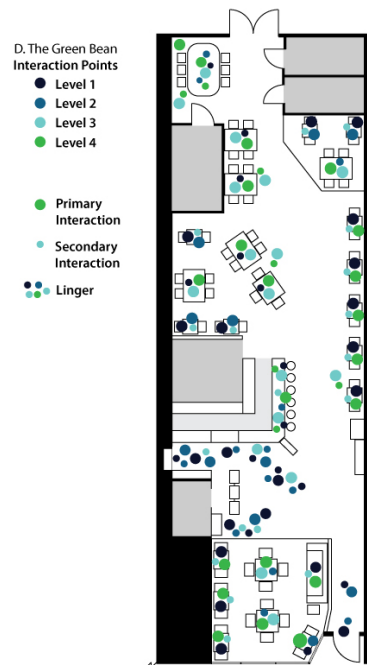 D. The Green Bean
Interaction Points
Level 1
Level 2
Level 3
Level 4
Primary
Interaction
Secondary
Interaction
Linger